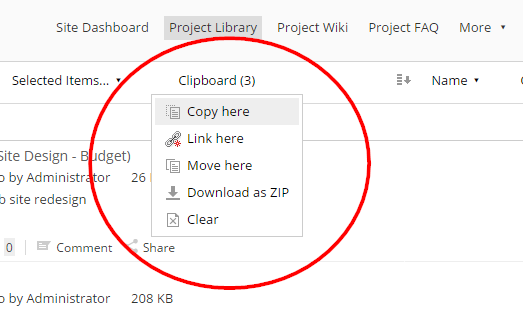 Site Dashboard Project Library Project Wiki Project FAQ More
Selected Items... Clipboard (3) Name
Copy here
Link here
Site Design - Budget) Move here
o by Administrator 26 Download as ZIP
b site redesign Clear
0 Comment Share
o by Administrator 208 KB